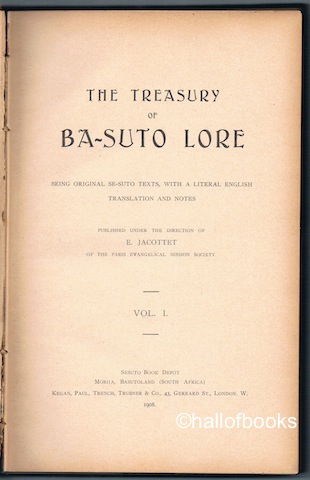 THE TREASURY
OF
BA-SUTO LORE
BEING ORIGINAL SE-SUTO TEXTS, WITH A LITERAL ENGLISH
TRANSLATION AND NOTES
PUBLISHED UNDER THE DIRECTION OF
E. JACOTTET
OF THE PARIS EVANGELICAL MISSION SOCIETY
VOL. I.
SESUTO BOOK DEPOT
MORIJA, BASUTOLAND (SOUTH AFRICA)
KEGAN, PAUL, TRENCH, TRUBNER & CO., 43, GERRARD ST., LONDON, W.
1908.
©hallofbooks